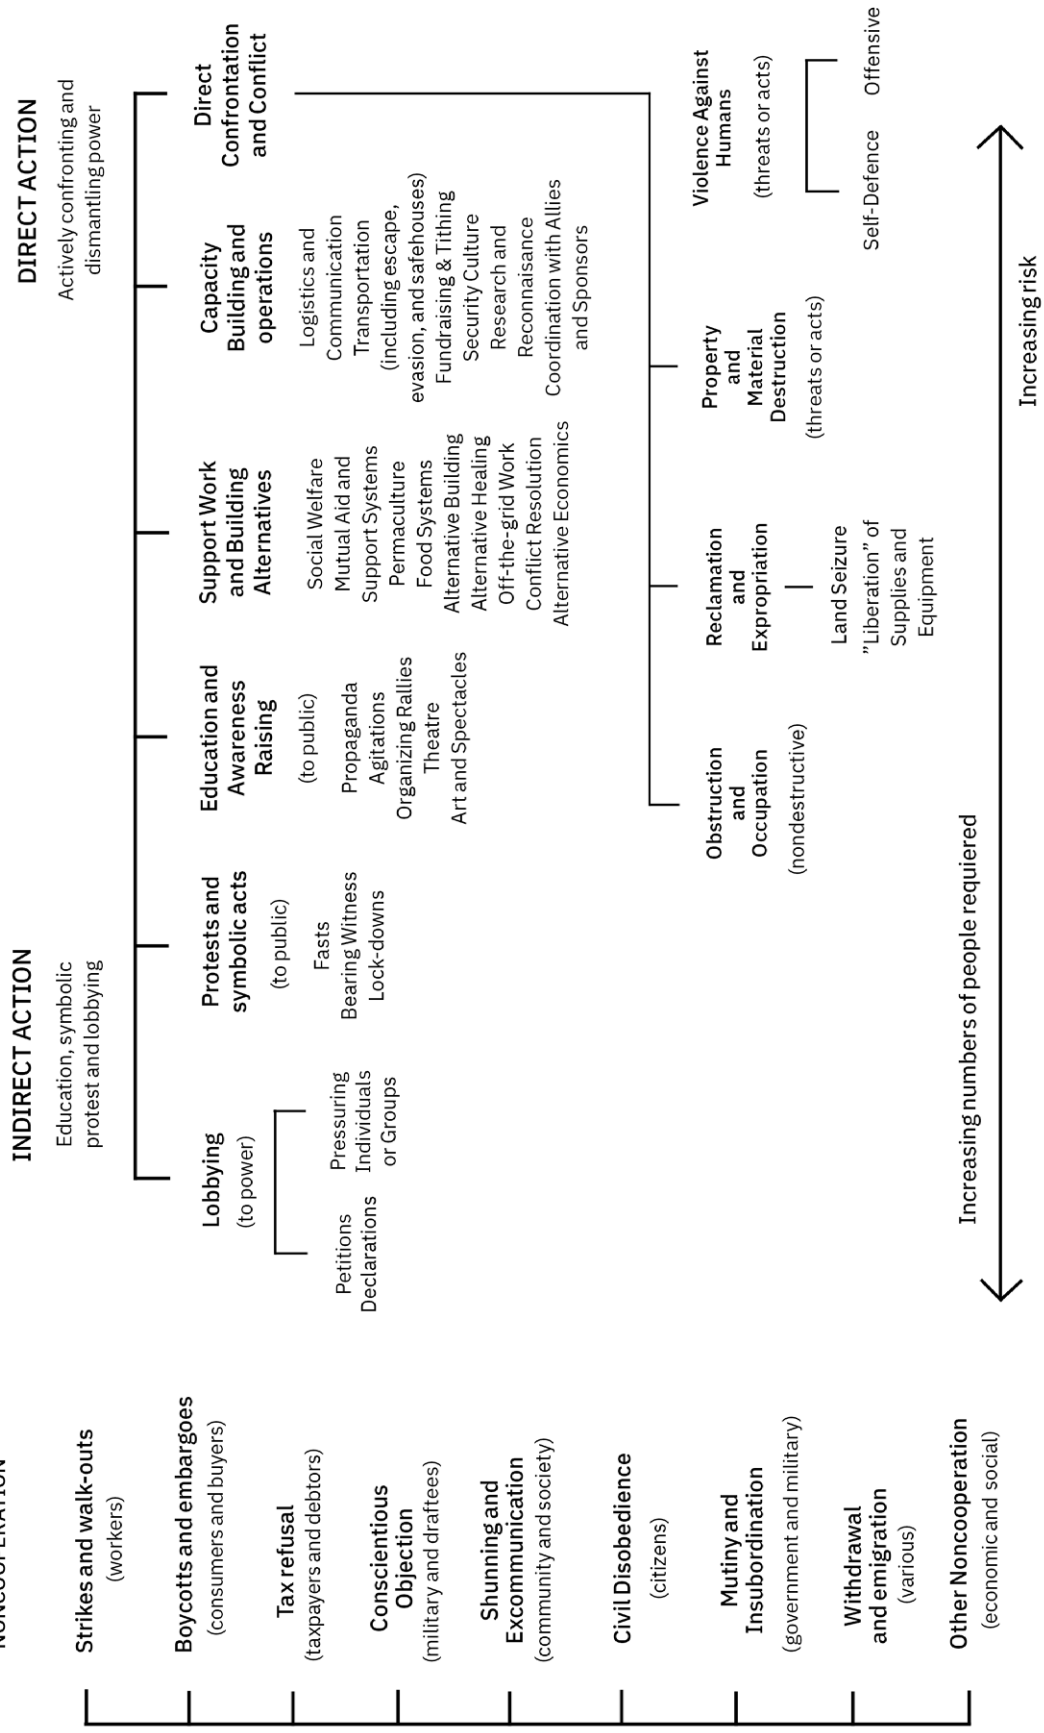 NONCOOPERATION
Strikes and walk-outs
(workers)
Boycotts and embargoes
(consumers and buyers)
Tax refusal
(taxpayers and debtors)
Conscientious
Objection
(military and draftees)
Shunning and
Excommunication
(community and society)
Civil Disobedience
(citizens)
Mutiny and
Insubordination
(government and military)
Withdrawal
and emigration
(various)
Other Noncooperation
(economic and social)
INDIRECT ACTION
Education, symbolic
protest and lobbying
DIRECT ACTION
Actively confronting and
dismantling power
Lobbying
(to power)
Petitions
Declarations
Pressuring
Individuals
or Groups
Protests and
symbolic acts
(to public)
Fasts
Bearing Witness
Lock-downs
Education and
Awareness
Raising
(to public)
Propaganda
Agitations
Organizing Rallies
Theatre
Art and Spectacles
Support Work
and Building
Alternatives
Social Welfare
Mutual Aid and
Support Systems
Permaculture
Food Systems
Alternative Building
Alternative Healing
Off-the-grid Work
Conflict Resolution
Alternative Economics
Capacity
Building and
operations
Logistics and
Communication
Transportation
(including escape,
evasion, and safehouses)
Fundraising & Tithing
Security Culture
Research and
Reconnaisance
Coordination with Allies
and Sponsors
Direct
Confrontation
and Conflict
Obstruction
and
Occupation
(nondestructive)
Reclamation
and
Expropriation
Land Seizure
”Liberation” of
Supplies and
Equipment
Property
and
Material
Destruction
(threats or acts)
Violence Against
Humans
(threats or acts)
Self-Defence
Offensive
Increasing numbers of people requiered
Increasing risk